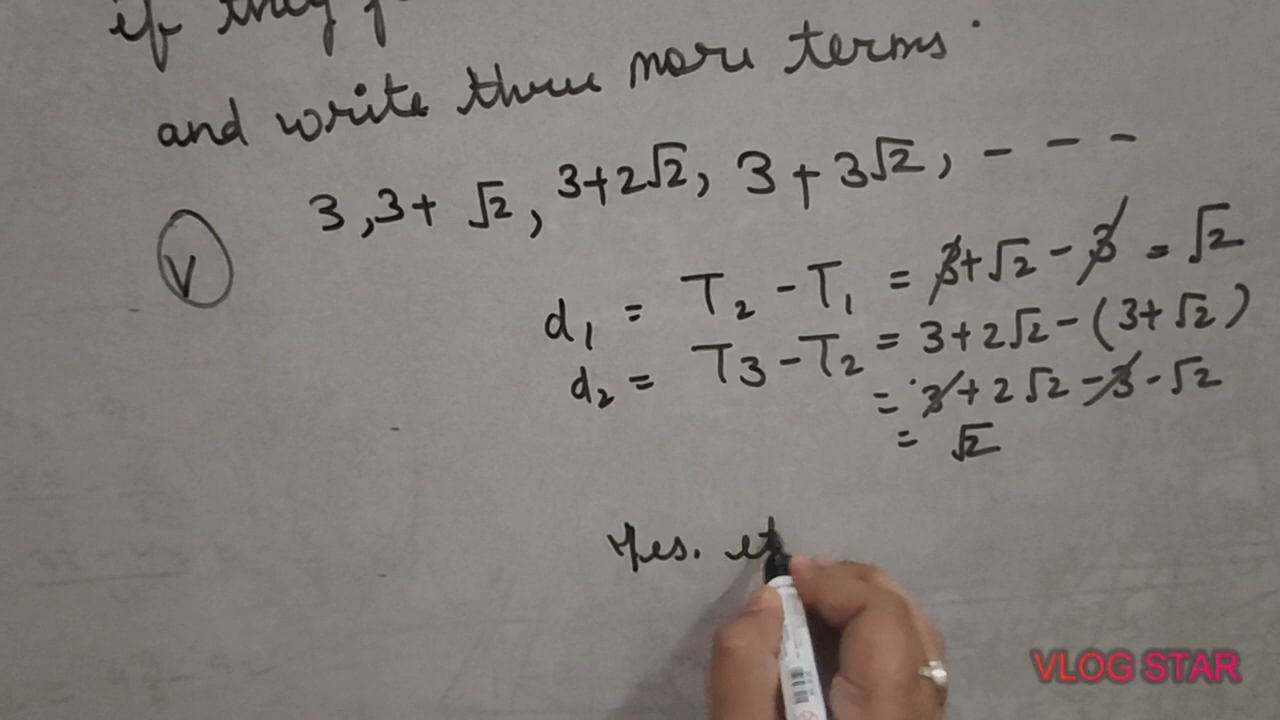 if they
and write three more terms
V 3, 3+ √2, 3+2√2, 3 + 3√2, - - -
d₁ = T₂ - T₁ = 3+√2 - 3 = √2
d₂ = T3 - T₂ = 3+2√2-(3+√2)
= 3+2√2-3-√2
= √2
Yes. it
VLOG STAR